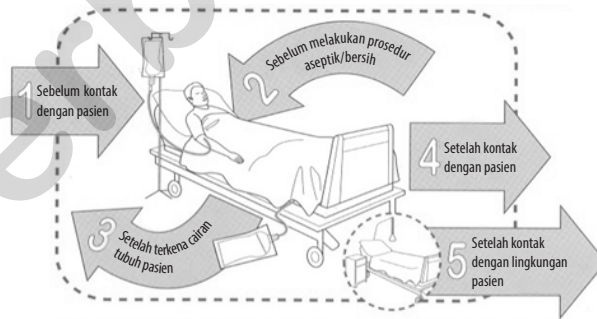 1
Sebelum kontak
dengan pasien
2
Sebelum melakukan prosedur
aseptik/bersih
3
Setelah terkena cairan
tubuh pasien
4
Setelah kontak
dengan pasien
5
Setelah kontak
dengan lingkungan
pasien